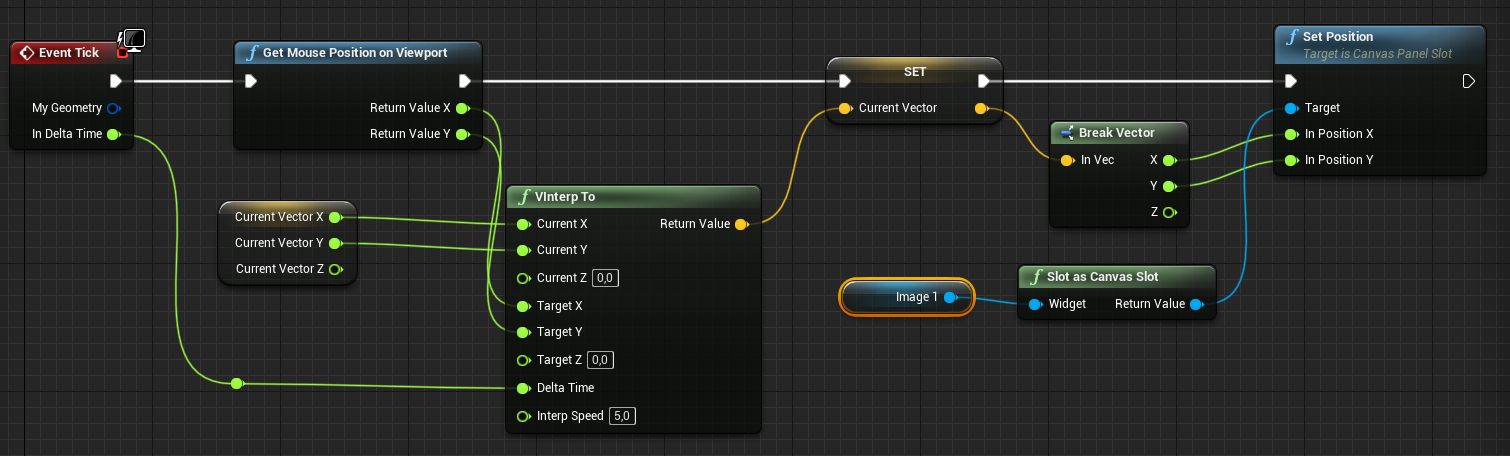 Event Tick
My Geometry
In Delta Time
Get Mouse Position on Viewport
Return Value X
Return Value Y
Current Vector X
Current Vector Y
Current Vector Z
VInterp To
Current X Return Value
Current Y
Current Z 0,0
Target X
Target Y
Target Z 0,0
Delta Time
Interp Speed 5,0
SET
Current Vector
Break Vector
In Vec X
Y
Z
Image 1
Slot as Canvas Slot
Widget Return Value
Set Position
Target is Canvas Panel Slot
Target
In Position X
In Position Y